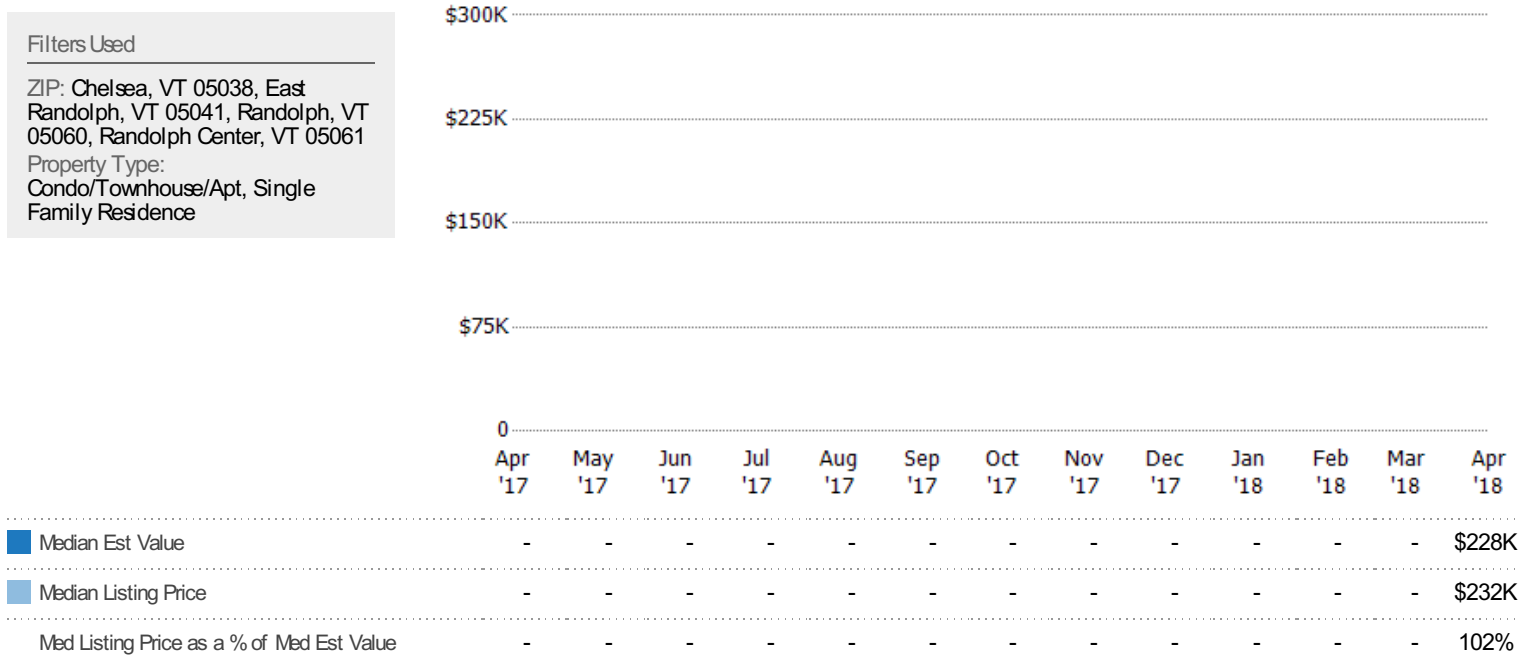 Filters Used
ZIP: Chelsea, VT 05038, East
Randolph, VT 05041, Randolph, VT
05060, Randolph Center, VT 05061
Property Type:
Condo/Townhouse/Apt, Single
Family Residence
$300K
$225K
$150K
$75K
0
Apr May Jun Jul Aug Sep Oct Nov Dec Jan Feb Mar Apr
'17 '17 '17 '17 '17 '17 '17 '17 '17 '18 '18 '18 '18
Median Est Value - - - - - - - - - - - - $228K
Median Listing Price - - - - - - - - - - - - $232K
Med Listing Price as a % of Med Est Value - - - - - - - - - - - - 102%